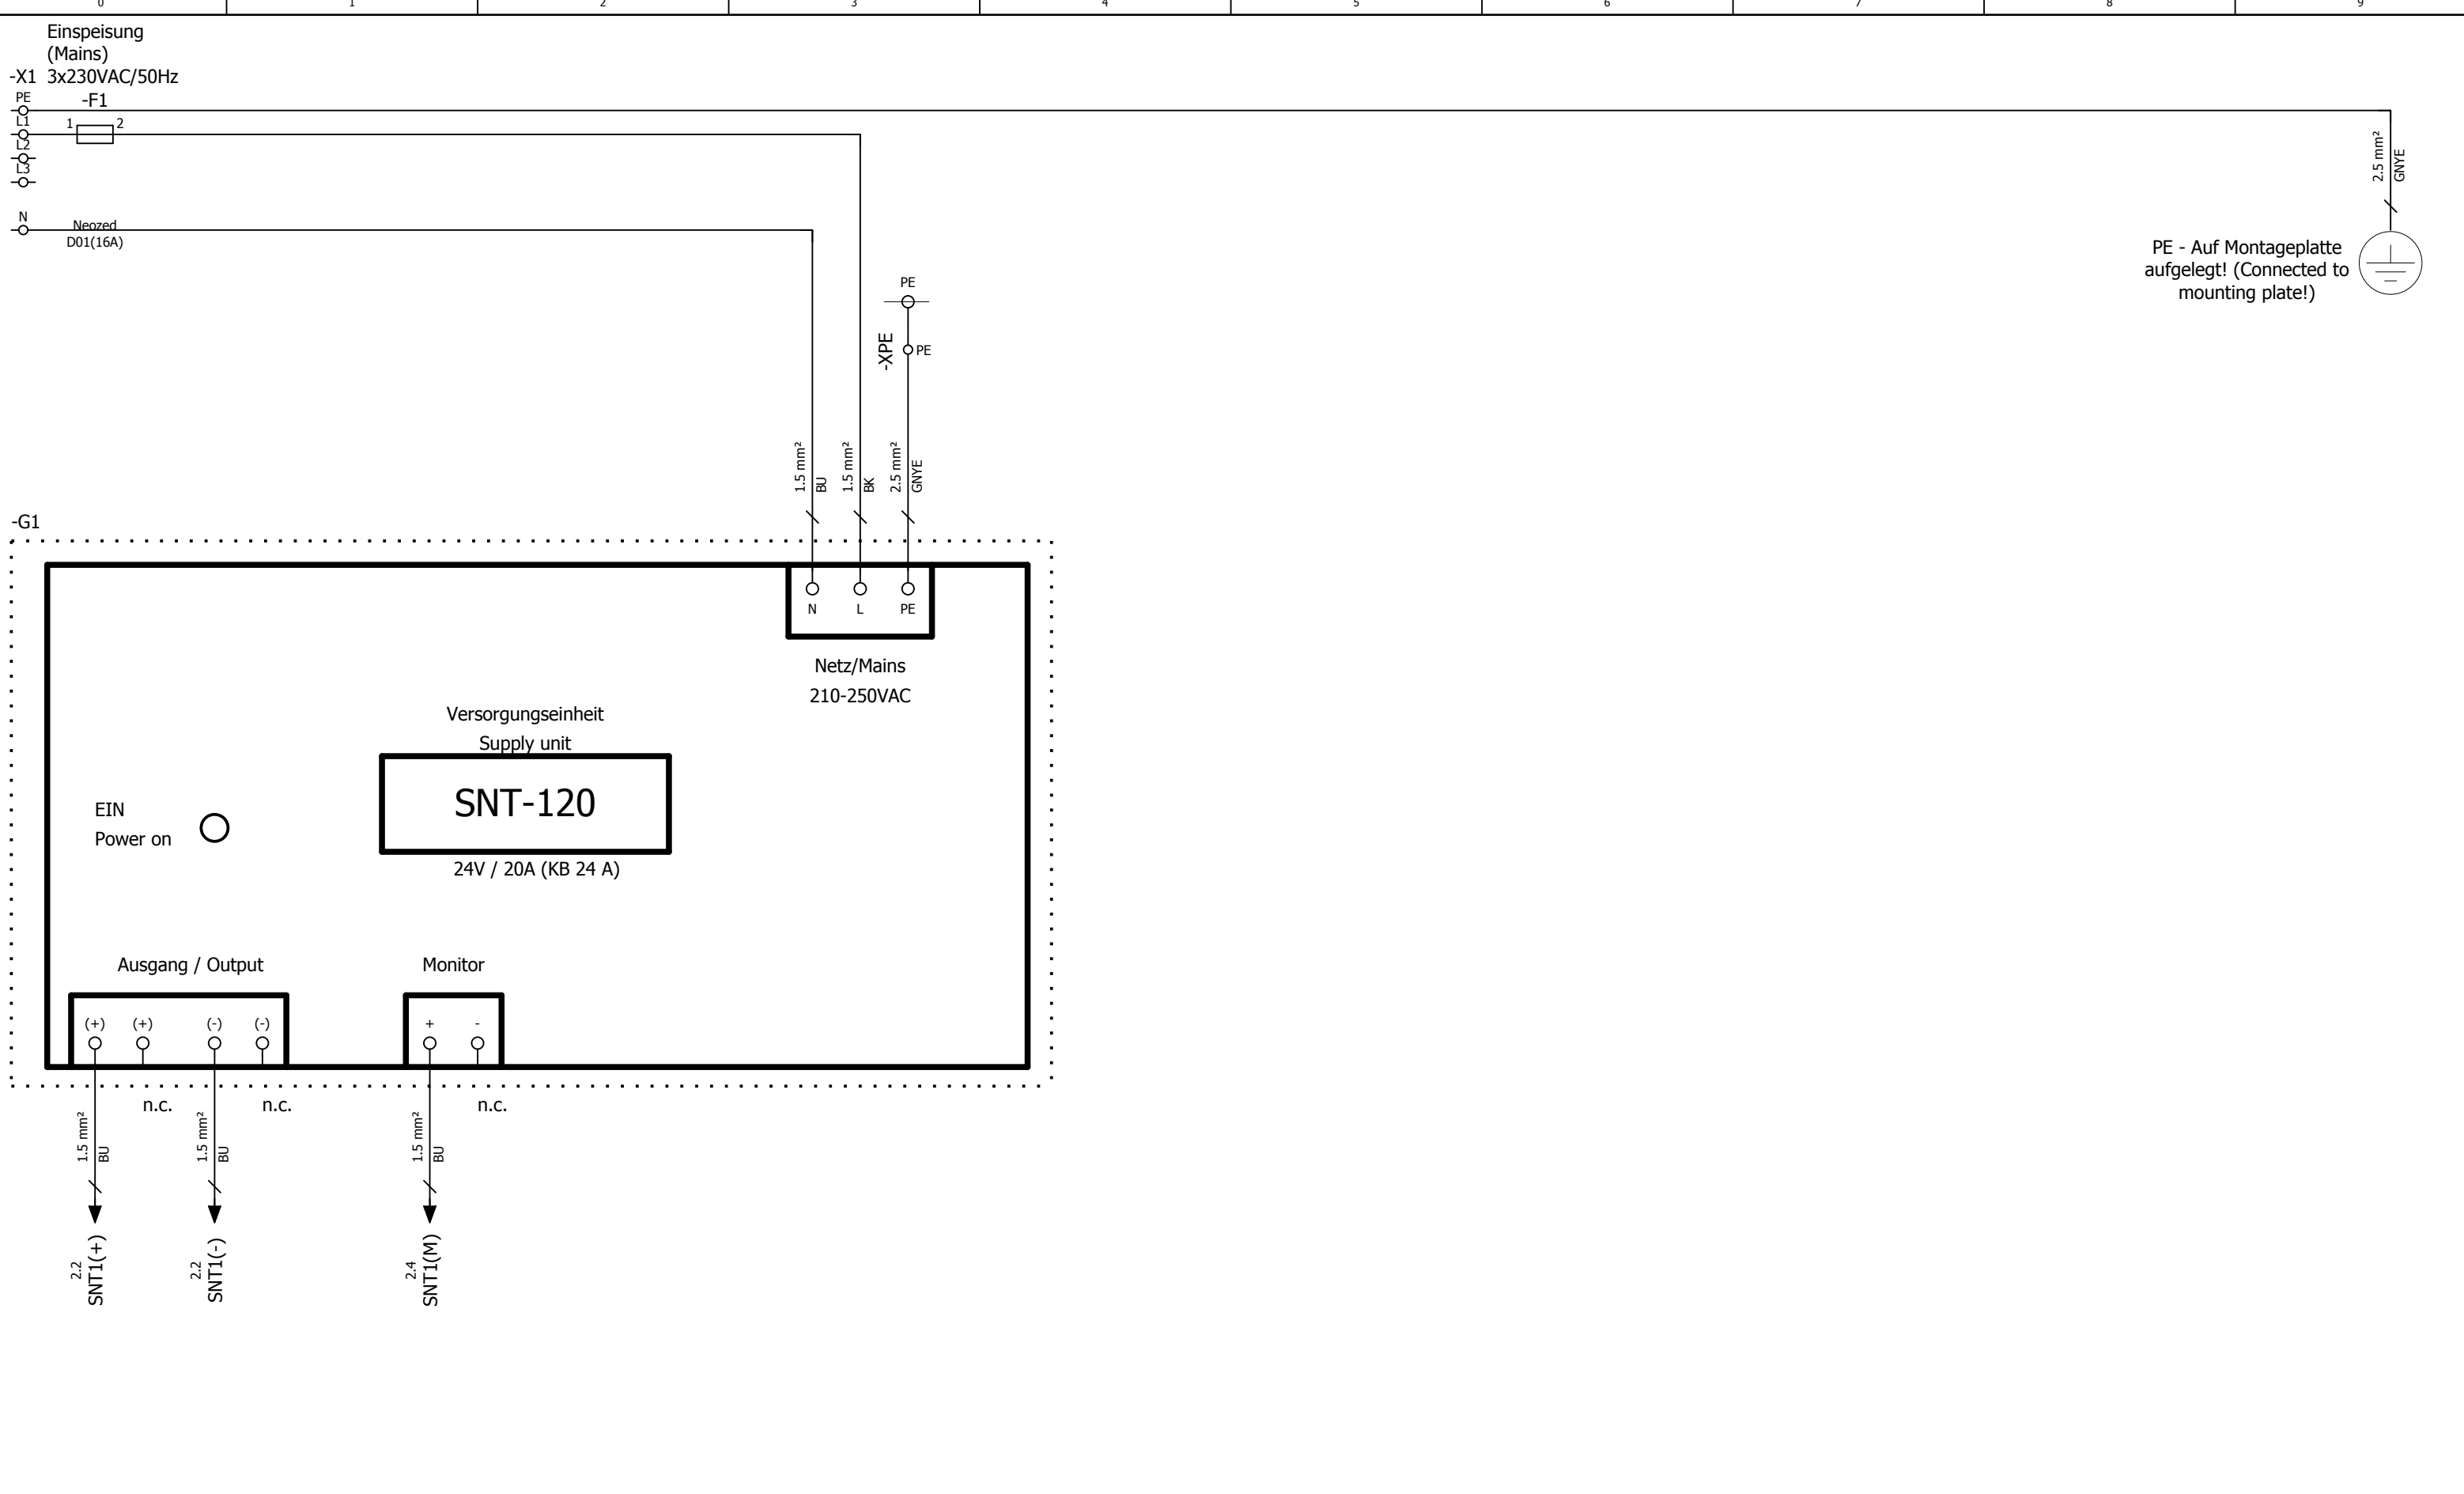 0 1 2 3 4 5 6 7 8 9
Einspeisung
(Mains)
-X1 3x230VAC/50Hz
PE
-F1
L1
1 2
L2
L3
N
Neozed
D01(16A)
2.5 mm²
GNYE
PE - Auf Montageplatte
aufgelegt! (Connected to
mounting plate!)
PE
-XPE
PE
1.5 mm²
BU
1.5 mm²
BK
2.5 mm²
GNYE
-G1
N L PE
Netz/Mains
210-250VAC
Versorgungseinheit
Supply unit
SNT-120
24V / 20A (KB 24 A)
EIN
Power on
Ausgang / Output
Monitor
(+) (+) (-) (-)
+ -
n.c. n.c. n.c.
1.5 mm²
BU
1.5 mm²
BU
1.5 mm²
BU
2.2
SNT1(+)
2.2
SNT1(-)
2.4
SNT1(M)